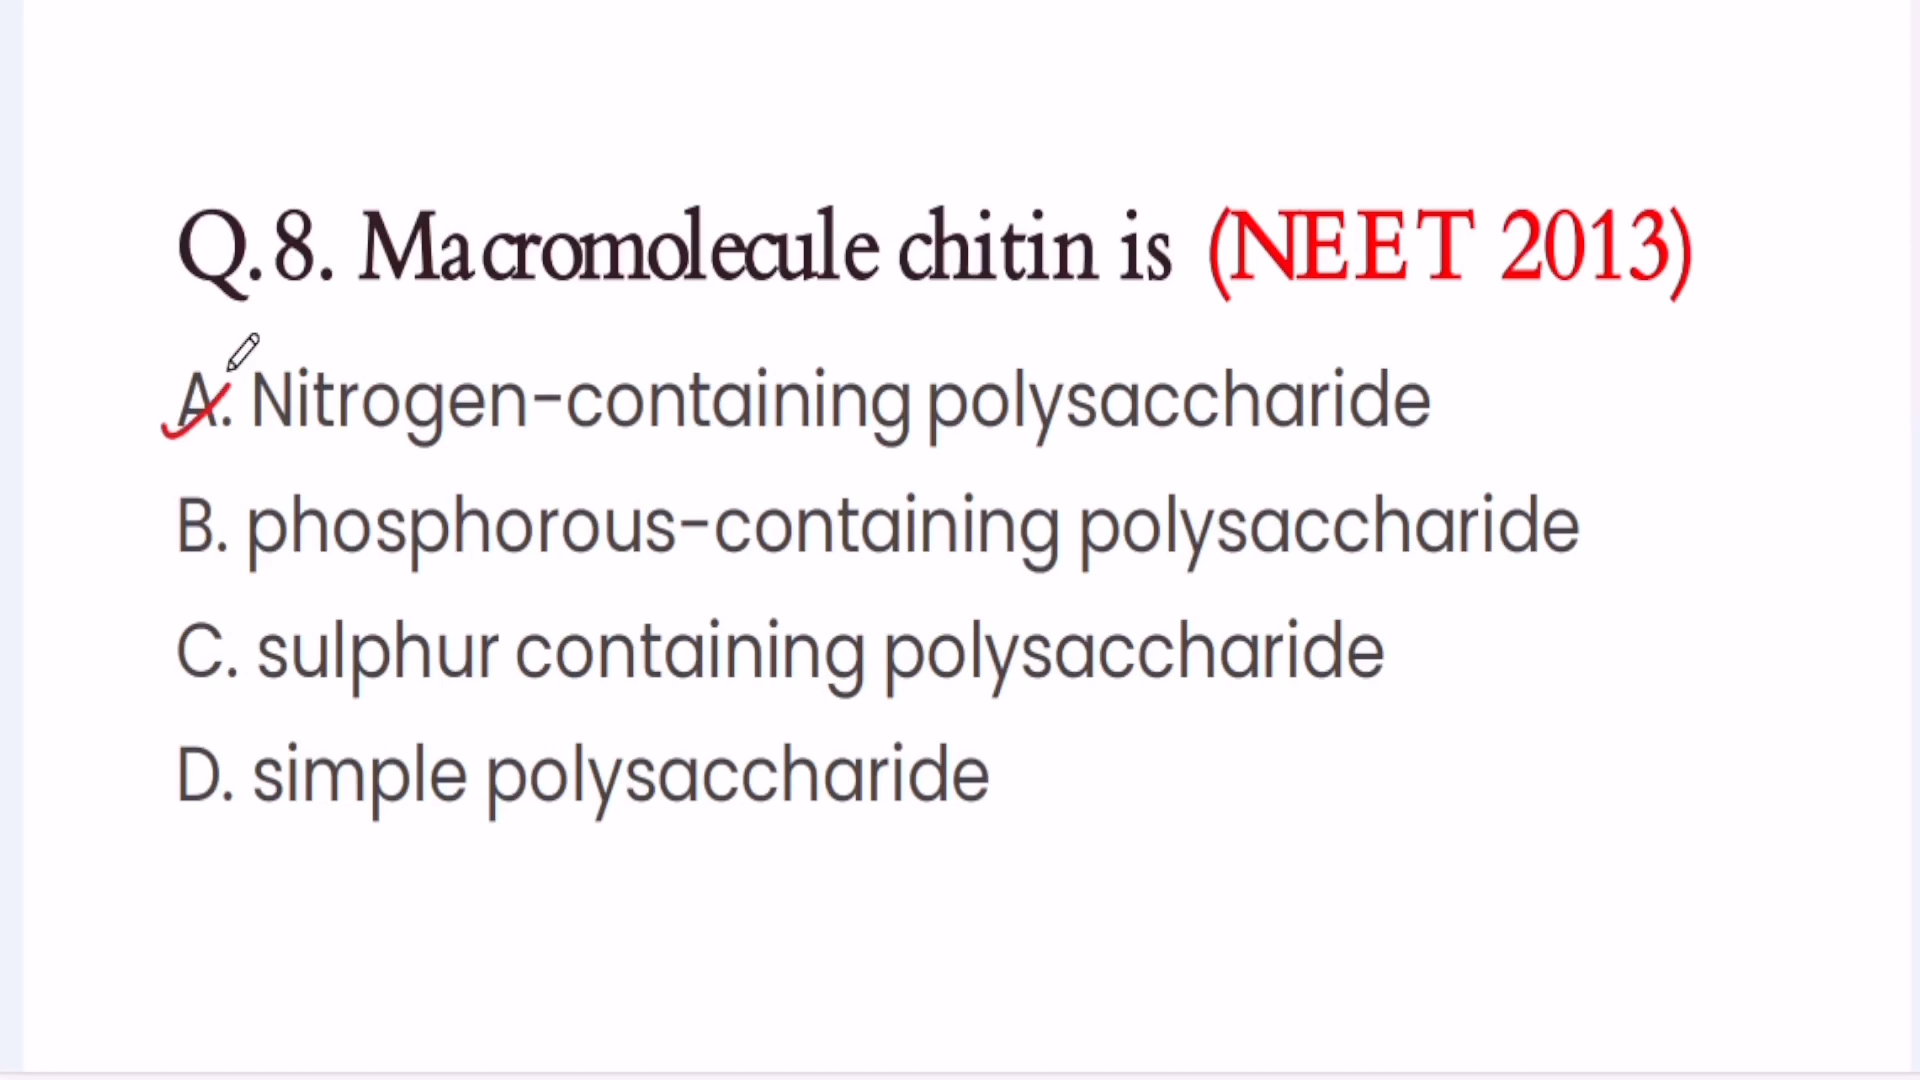 Q.8. Macromolecule chitin is (NEET 2013)
A. Nitrogen-containing polysaccharide
B. phosphorous-containing polysaccharide
C. sulphur containing polysaccharide
D. simple polysaccharide